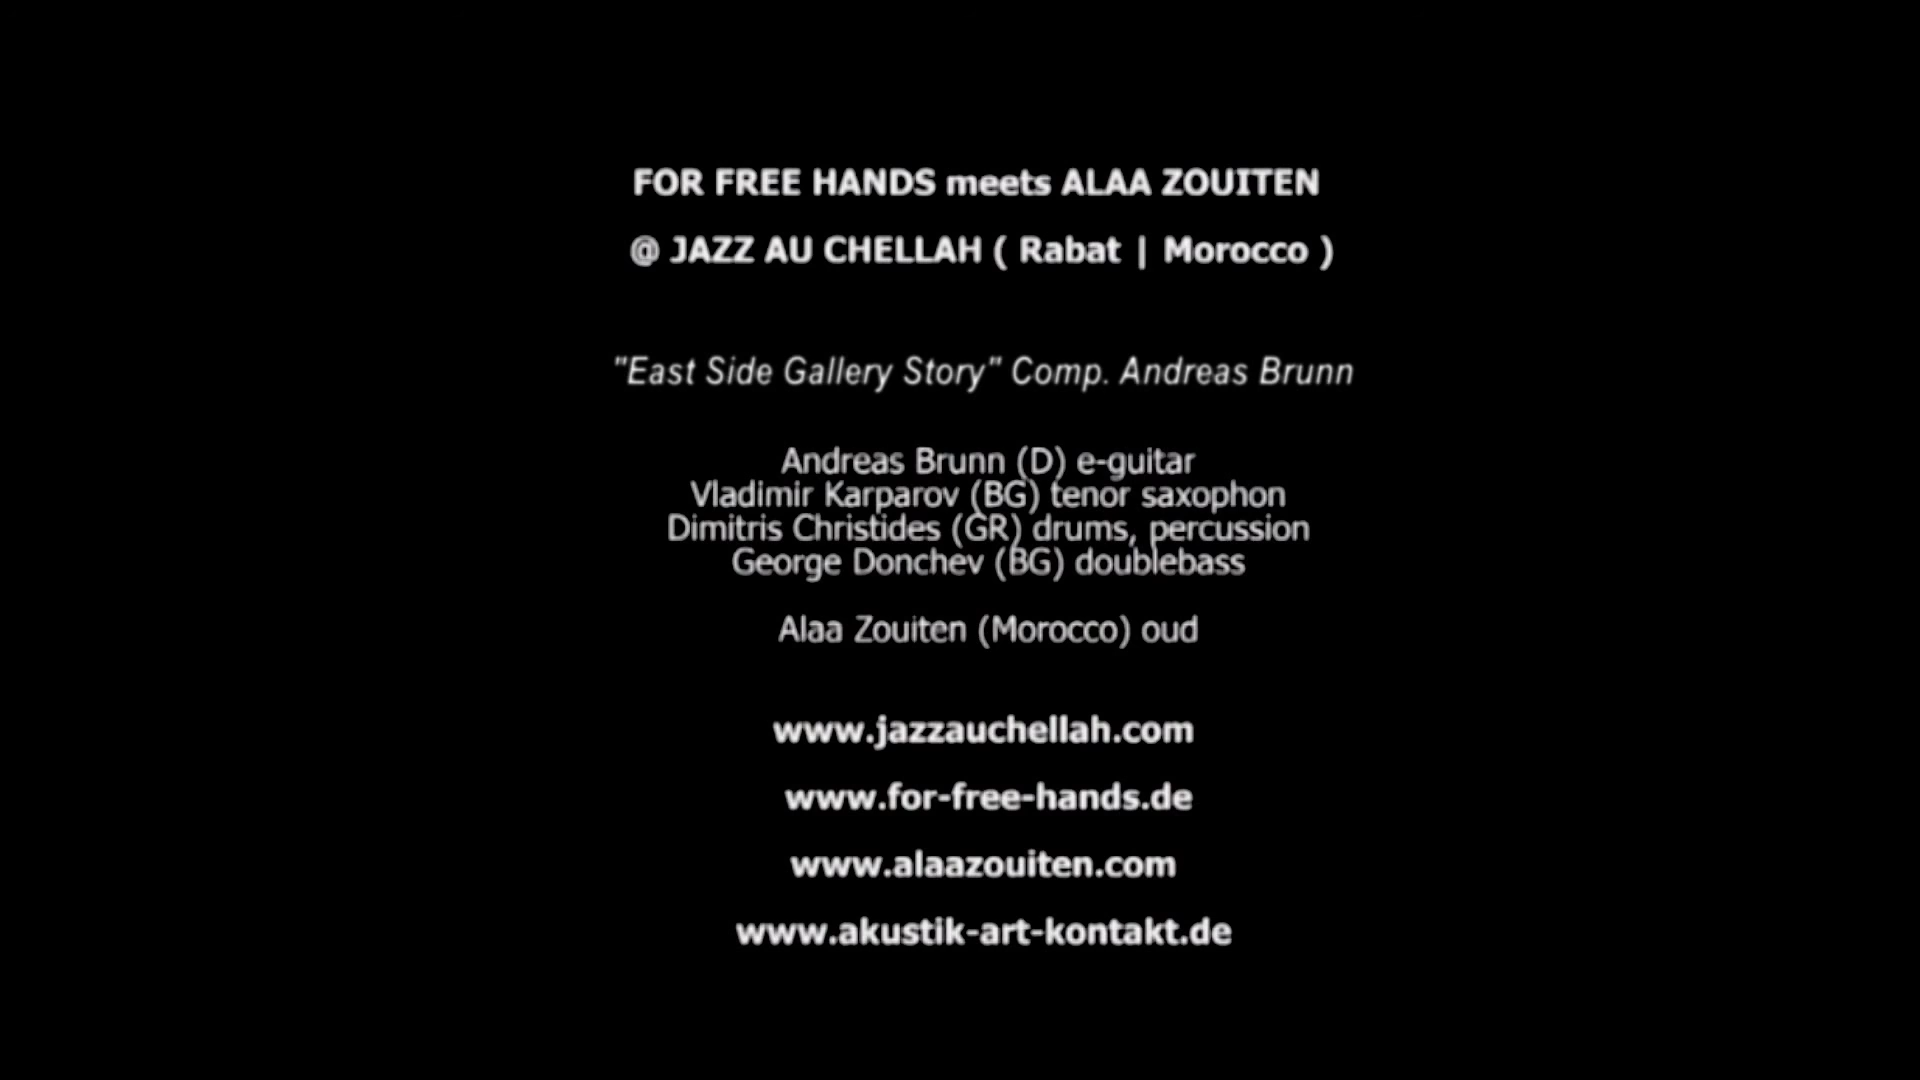 FOR FREE HANDS meets ALAA ZOUITEN
@ JAZZ AU CHELLAH ( Rabat | Morocco )
"East Side Gallery Story" Comp. Andreas Brunn
Andreas Brunn (D) e-guitar
Vladimir Karparov (BG) tenor saxophon
Dimitris Christides (GR) drums, percussion
George Donchev (BG) doublebass
Alaa Zouiten (Morocco) oud
www.jazzauchellah.com
www.for-free-hands.de
www.alaazouiten.com
www.akustik-art-kontakt.de